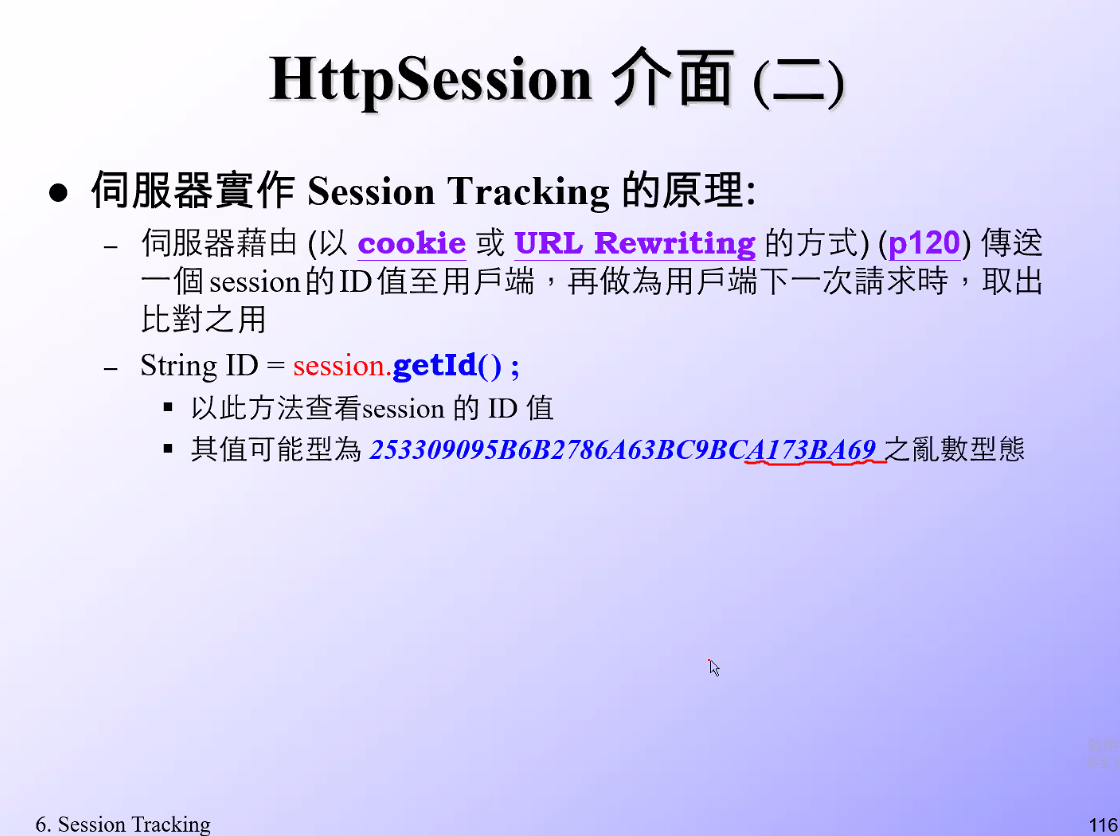 HttpSession 介面 (二)
● 伺服器實作 Session Tracking 的原理:
– 伺服器藉由 (以 cookie 或 URL Rewriting 的方式) (p120) 傳送
一個session的ID值至用戶端，再做為用戶端下一次請求時，取出
比對之用
– String ID = session.getId() ;
▪ 以此方法查看session 的 ID 值
▪ 其值可能型為 253309095B6B2786A63BC9BCA173BA69 之亂數型態
6. Session Tracking
116